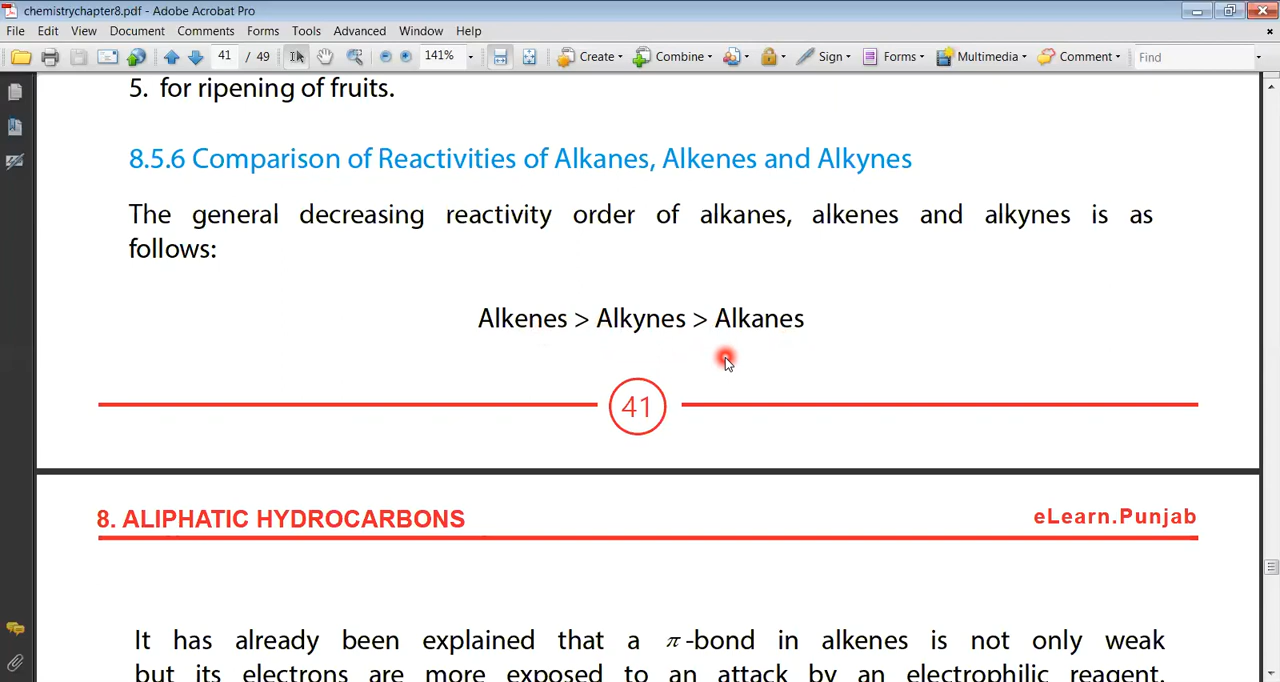 chemistrychapter8.pdf - Adobe Acrobat Pro
File Edit View Document Comments Forms Tools Advanced Window Help
41 / 49 141% Create Combine Sign Forms Multimedia Comment Find
5. for ripening of fruits.
8.5.6 Comparison of Reactivities of Alkanes, Alkenes and Alkynes
The general decreasing reactivity order of alkanes, alkenes and alkynes is as
follows:
Alkenes > Alkynes > Alkanes
41
8. ALIPHATIC HYDROCARBONS eLearn.Punjab
It has already been explained that a π-bond in alkenes is not only weak
but its electrons are more exposed to an attack by an electrophilic reagent.